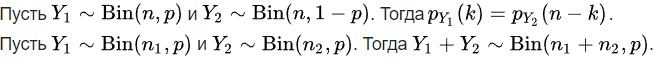 Пусть Y₁ ∼ Bin(n, p) и Y₂ ∼ Bin(n, 1 − p). Тогда p_{Y₁}(k) = p_{Y₂}(n − k).
Пусть Y₁ ∼ Bin(n₁, p) и Y₂ ∼ Bin(n₂, p). Тогда Y₁ + Y₂ ∼ Bin(n₁ + n₂, p).